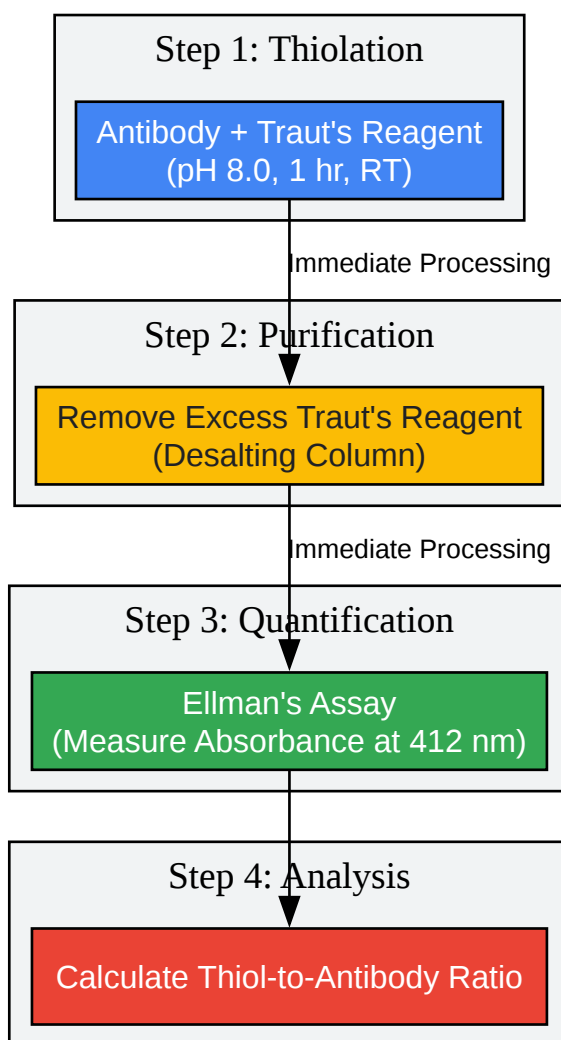 Step 1: Thiolation
Antibody + Traut's Reagent
(pH 8.0, 1 hr, RT)
Immediate Processing
Step 2: Purification
Remove Excess Traut's Reagent
(Desalting Column)
Immediate Processing
Step 3: Quantification
Ellman's Assay
(Measure Absorbance at 412 nm)
Step 4: Analysis
Calculate Thiol-to-Antibody Ratio